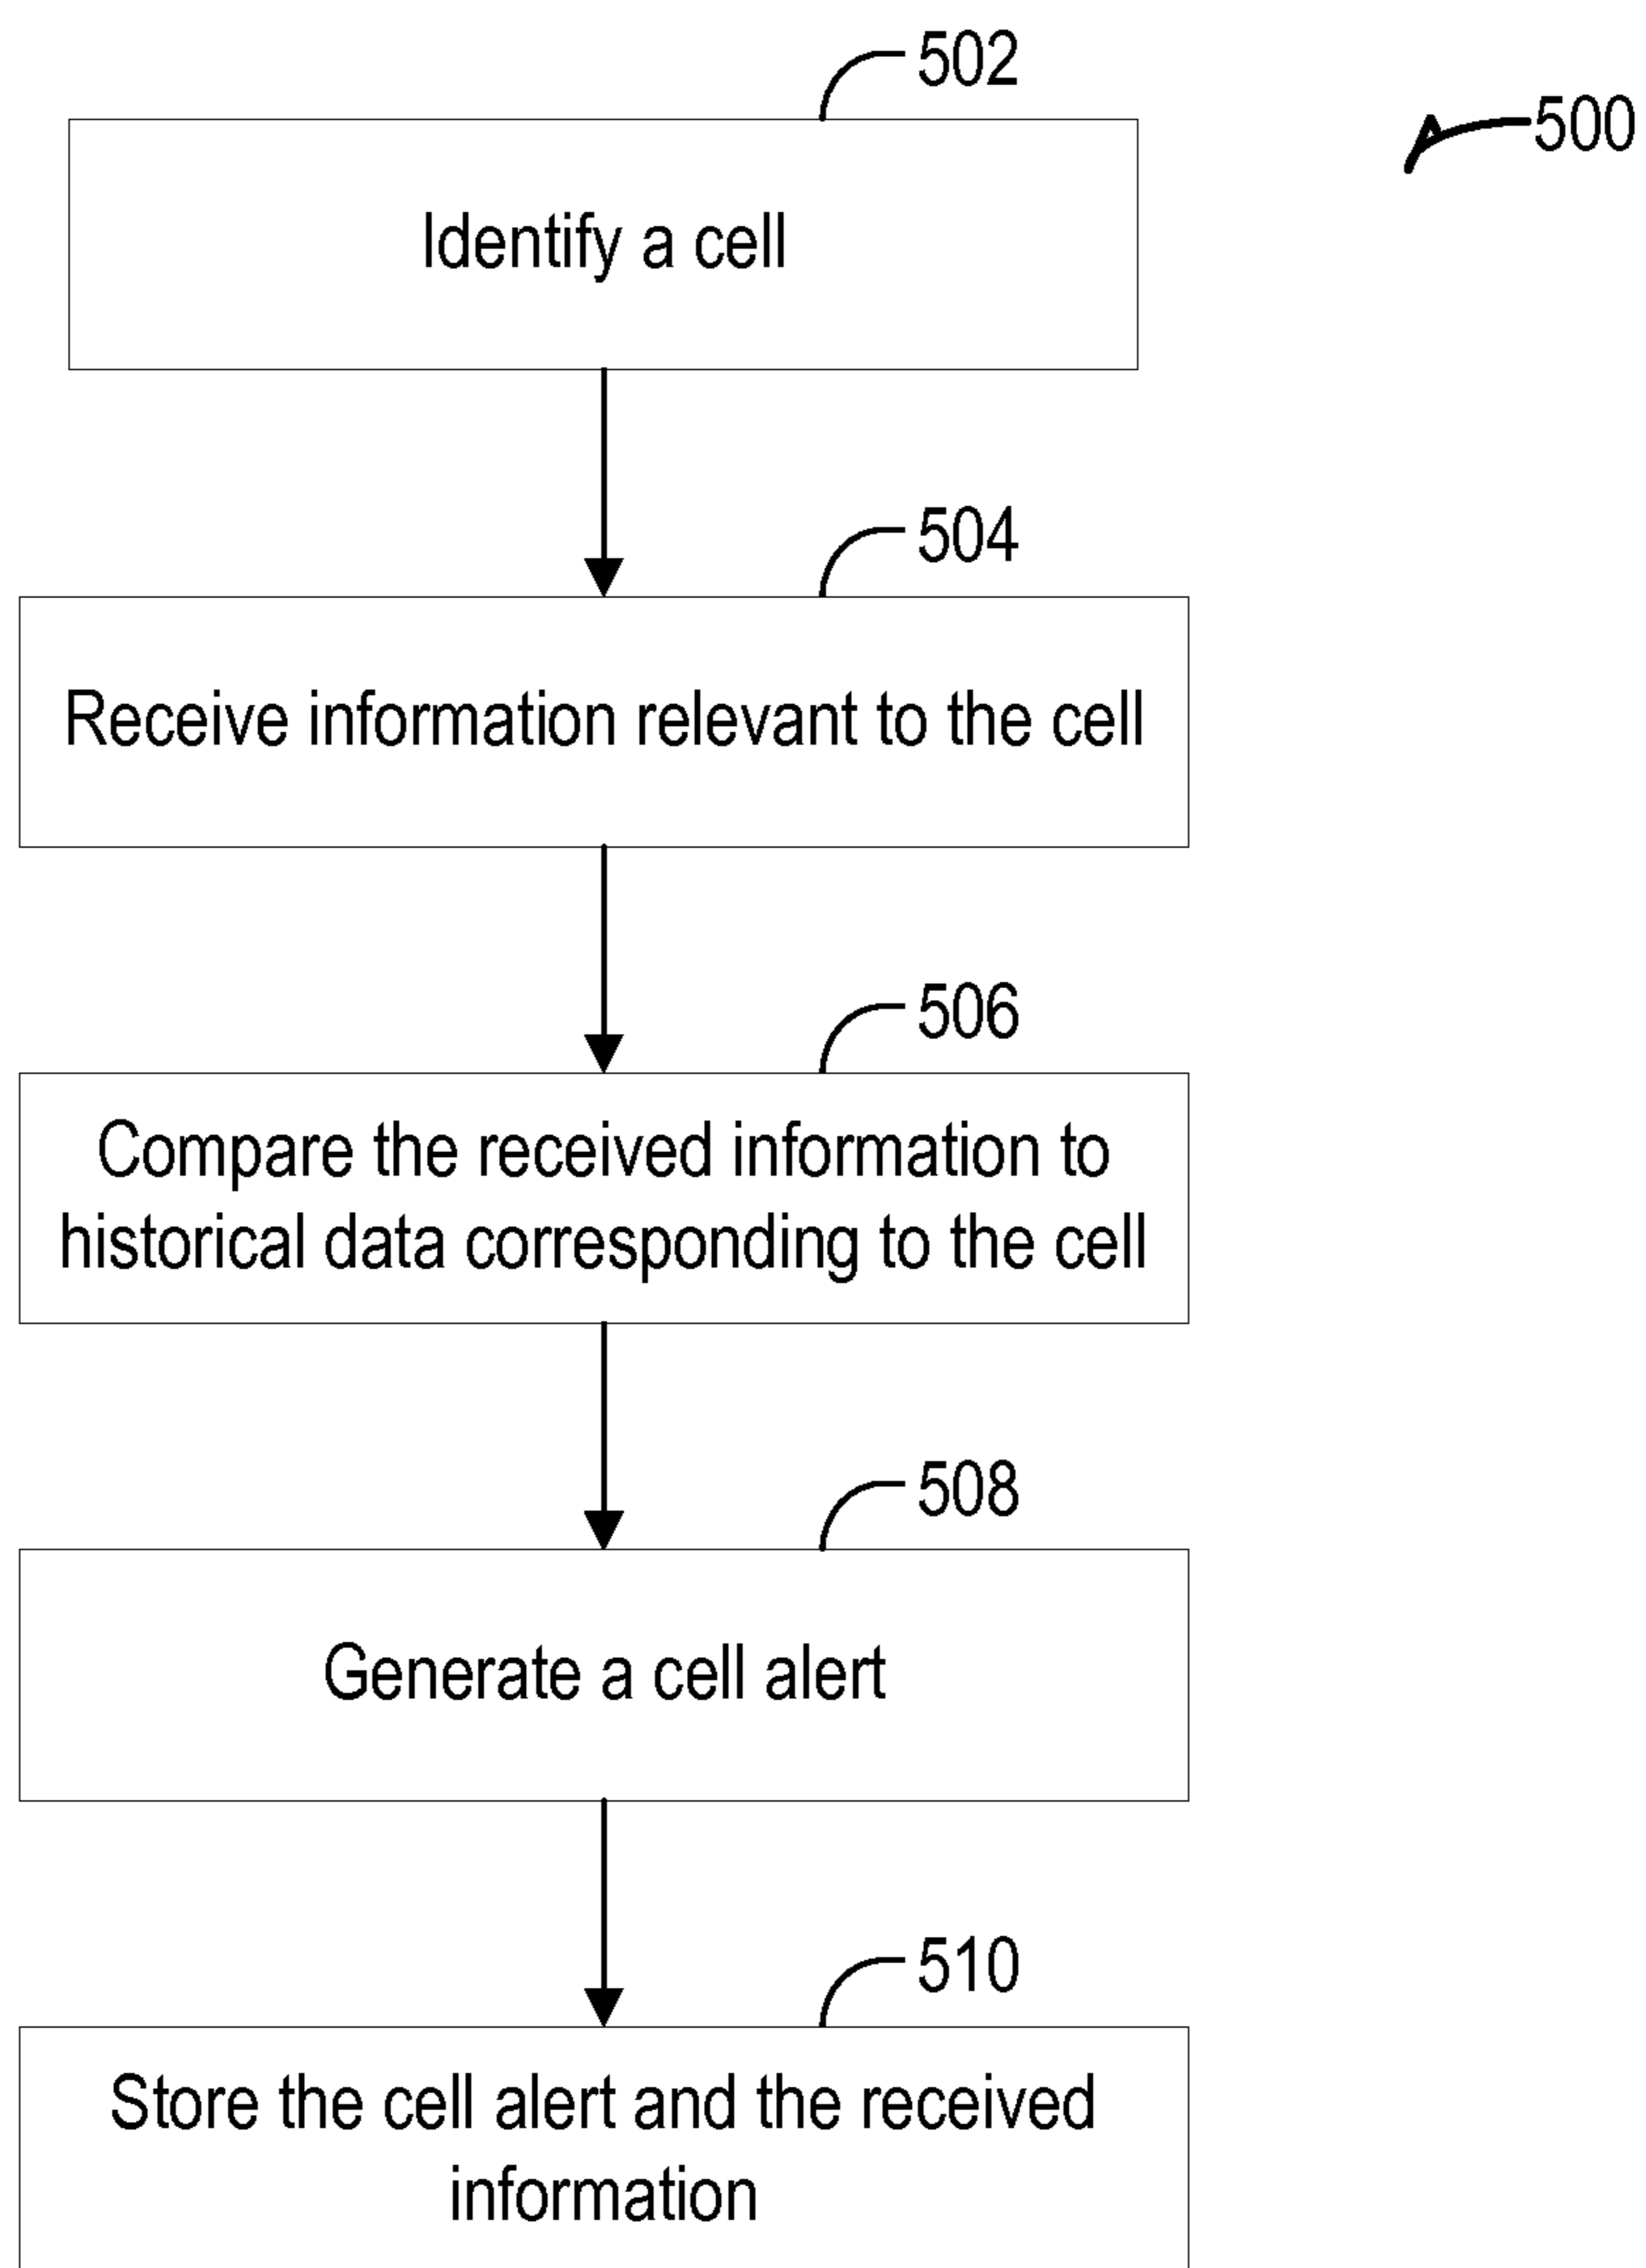 502
500
Identify a cell
504
Receive information relevant to the cell
506
Compare the received information to
historical data corresponding to the cell
508
Generate a cell alert
510
Store the cell alert and the received
information